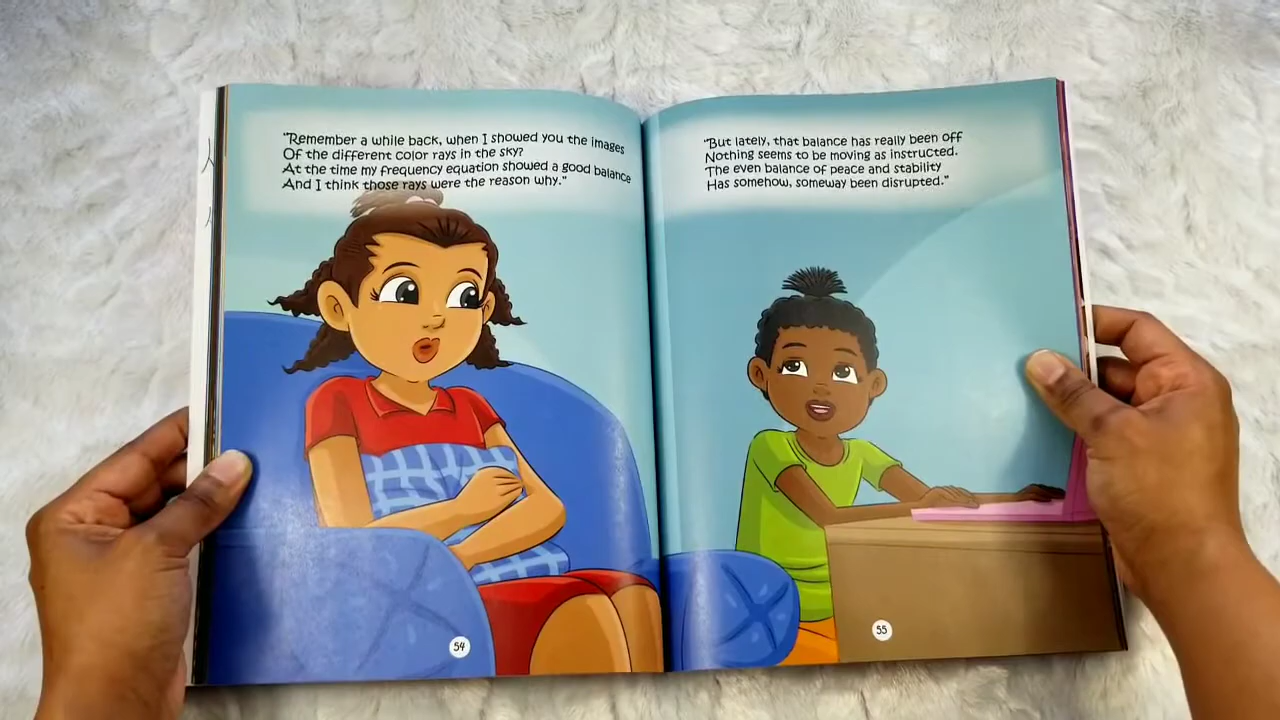 "Remember a while back, when I showed you the images
Of the different color rays in the sky?
At the time my frequency equation showed a good balance
And I think those rays were the reason why."
"But lately, that balance has really been off
Nothing seems to be moving as instructed.
The even balance of peace and stability
Has somehow, someway been disrupted."
54
55